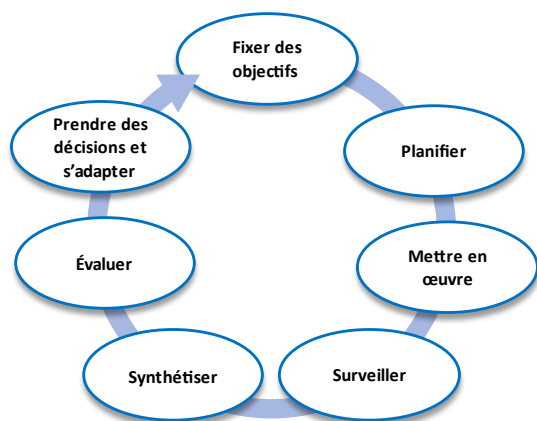 Fixer des
objectifs
Planifier
Mettre en
œuvre
Surveiller
Synthétiser
Évaluer
Prendre des
décisions et
s’adapter